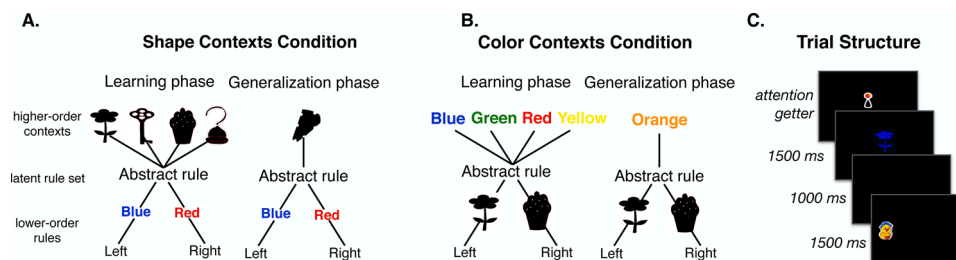 A.
Shape Contexts Condition
Learning phase Generalization phase
higher-order
contexts
latent rule set
Abstract rule Abstract rule
lower-order
rules
Blue Red Blue Red
Left Right Left Right
B.
Color Contexts Condition
Learning phase Generalization phase
Blue Green Red Yellow Orange
Abstract rule Abstract rule
Left Right Left Right
C.
Trial Structure
attention
getter
1500 ms
1000 ms
1500 ms